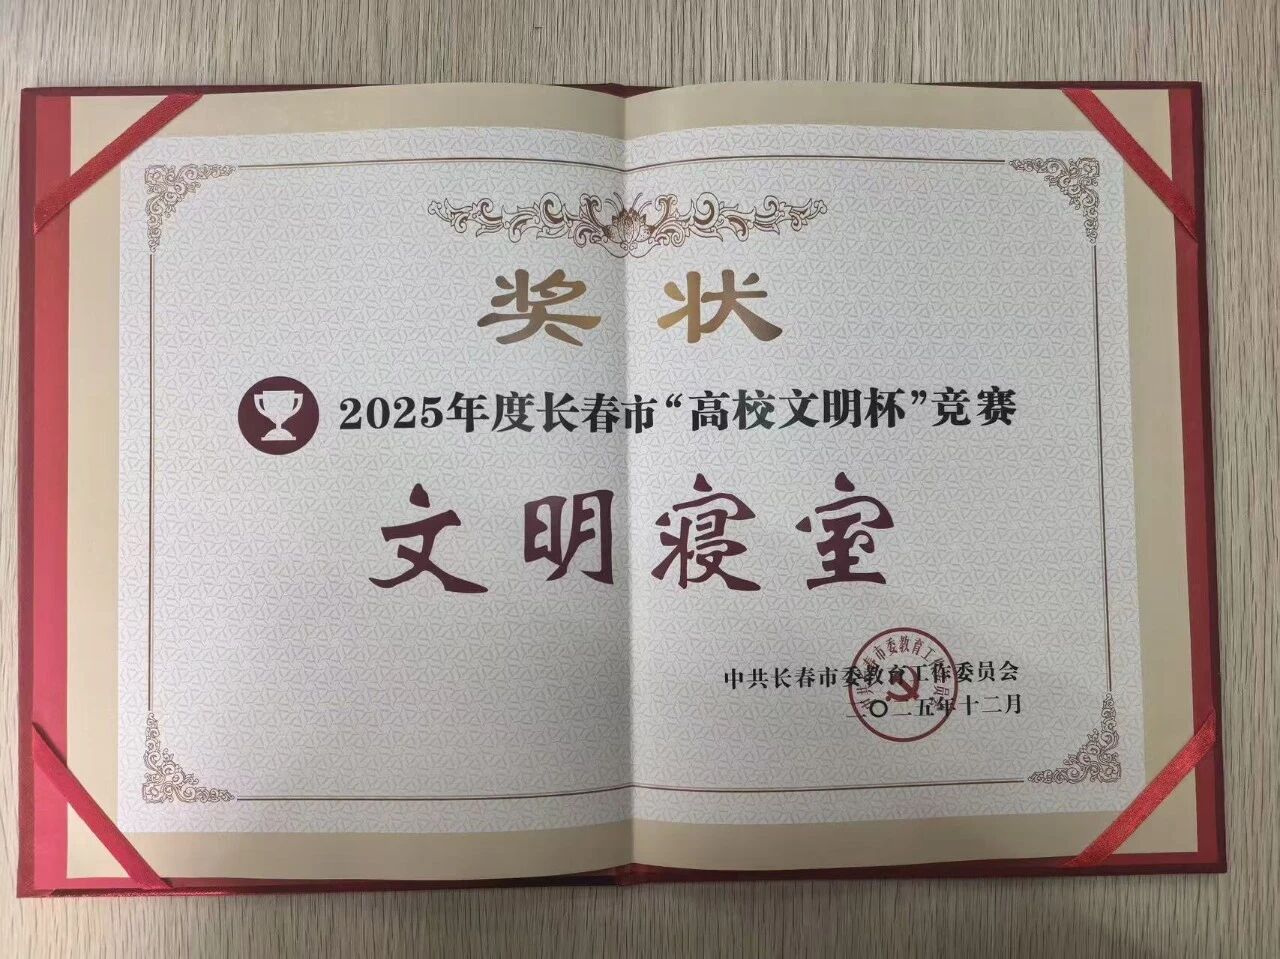 奖状
2025年度长春市“高校文明杯”竞赛
文明寝室
中共长春市委教育工作委员会
二〇二五年十二月